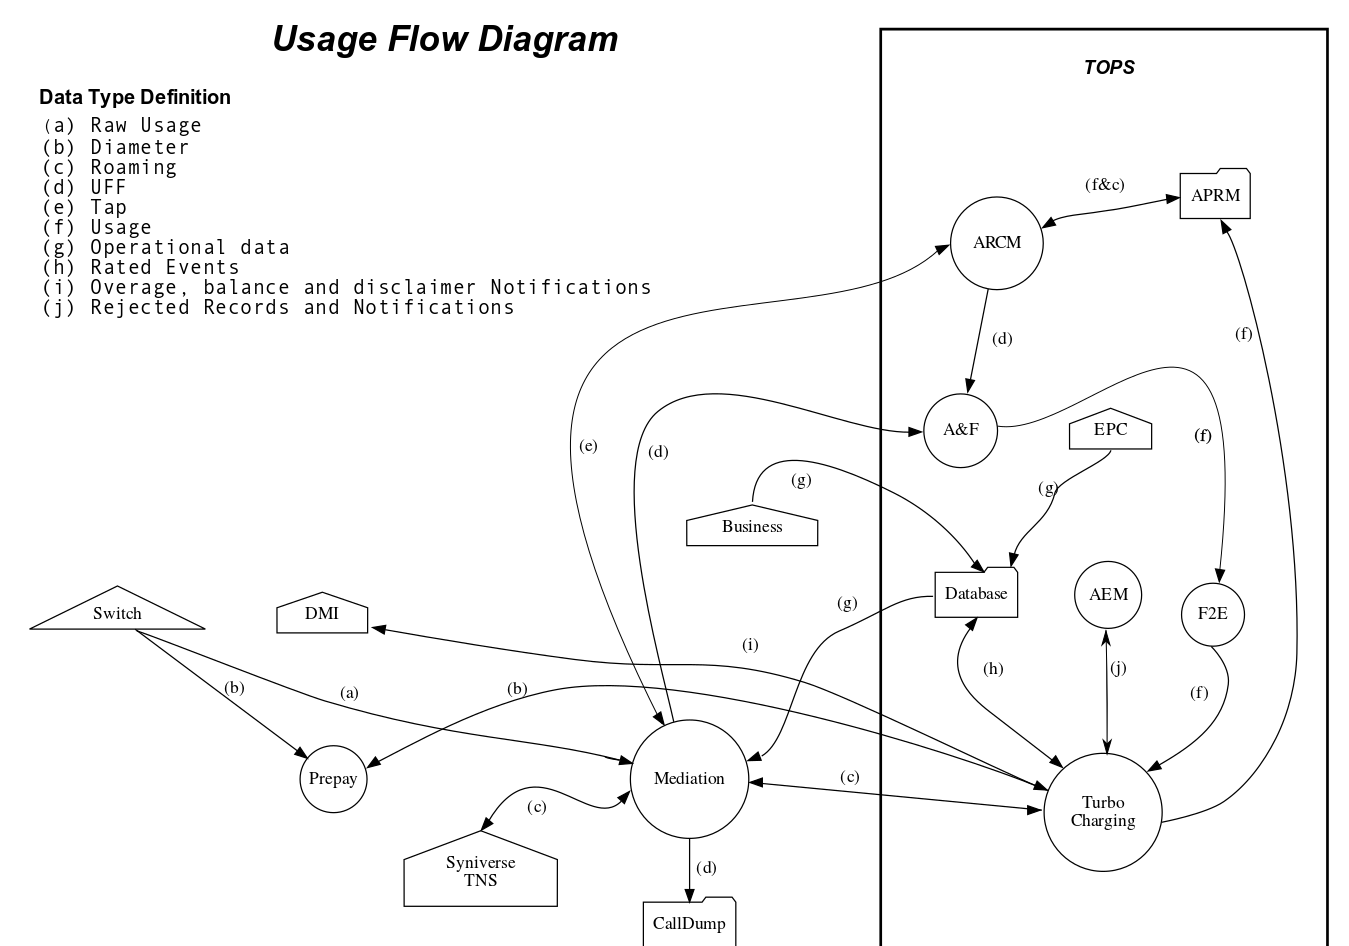 Usage Flow Diagram
TOPS
Data Type Definition
(a) Raw Usage
(b) Diameter
(c) Roaming
(d) UFF
(e) Tap
(f) Usage
(g) Operational data
(h) Rated Events
(i) Overage, balance and disclaimer Notifications
(j) Rejected Records and Notifications
(f&c)
APRM
ARCM
(f)
(d)
A&F
EPC
(f)
(e)
(d)
(g)
(g)
Business
Switch
DMI
Database
AEM
F2E
(g)
(i)
(h)
(j)
(b)
(a)
(b)
(f)
Prepay
Mediation
(c)
Turbo
Charging
(c)
Syniverse
TNS
(d)
CallDump